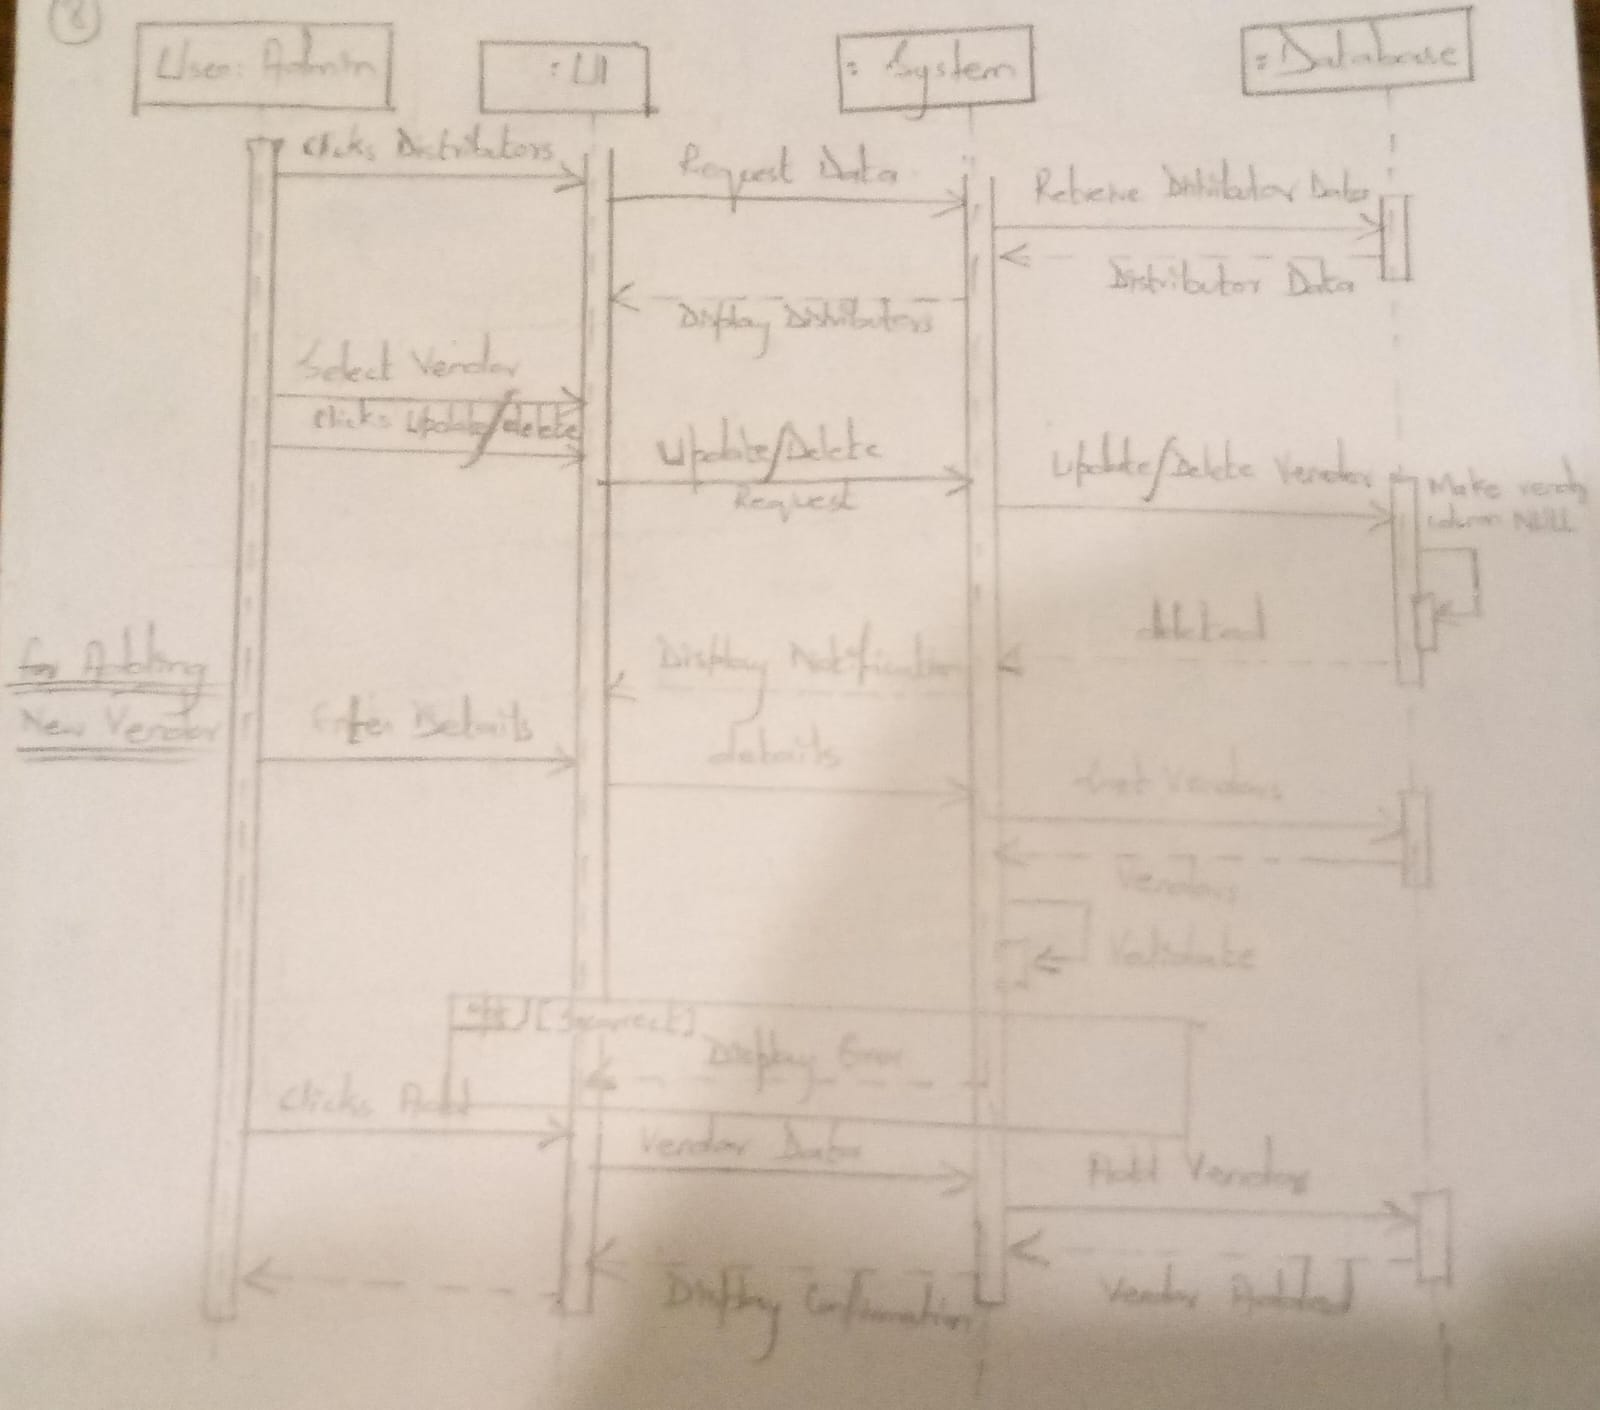 8
User: Admin
: UI
: System
: Database
Clicks Distributors
Request Data
Retrieve Distributor Data
Distributor Data
Display Distributors
Select Vendor
Clicks Update/delete
Update/Delete
Request
Update/Delete Vendor
Make vendor
column NULL
deleted
Display Notification
For Adding
New Vendor
Enter Details
details
Get Vendors
Vendors
Validate
[Incorrect]
Display Error
Clicks Add
Vendor Data
Add Vendor
Vendor Added
Display Confirmation